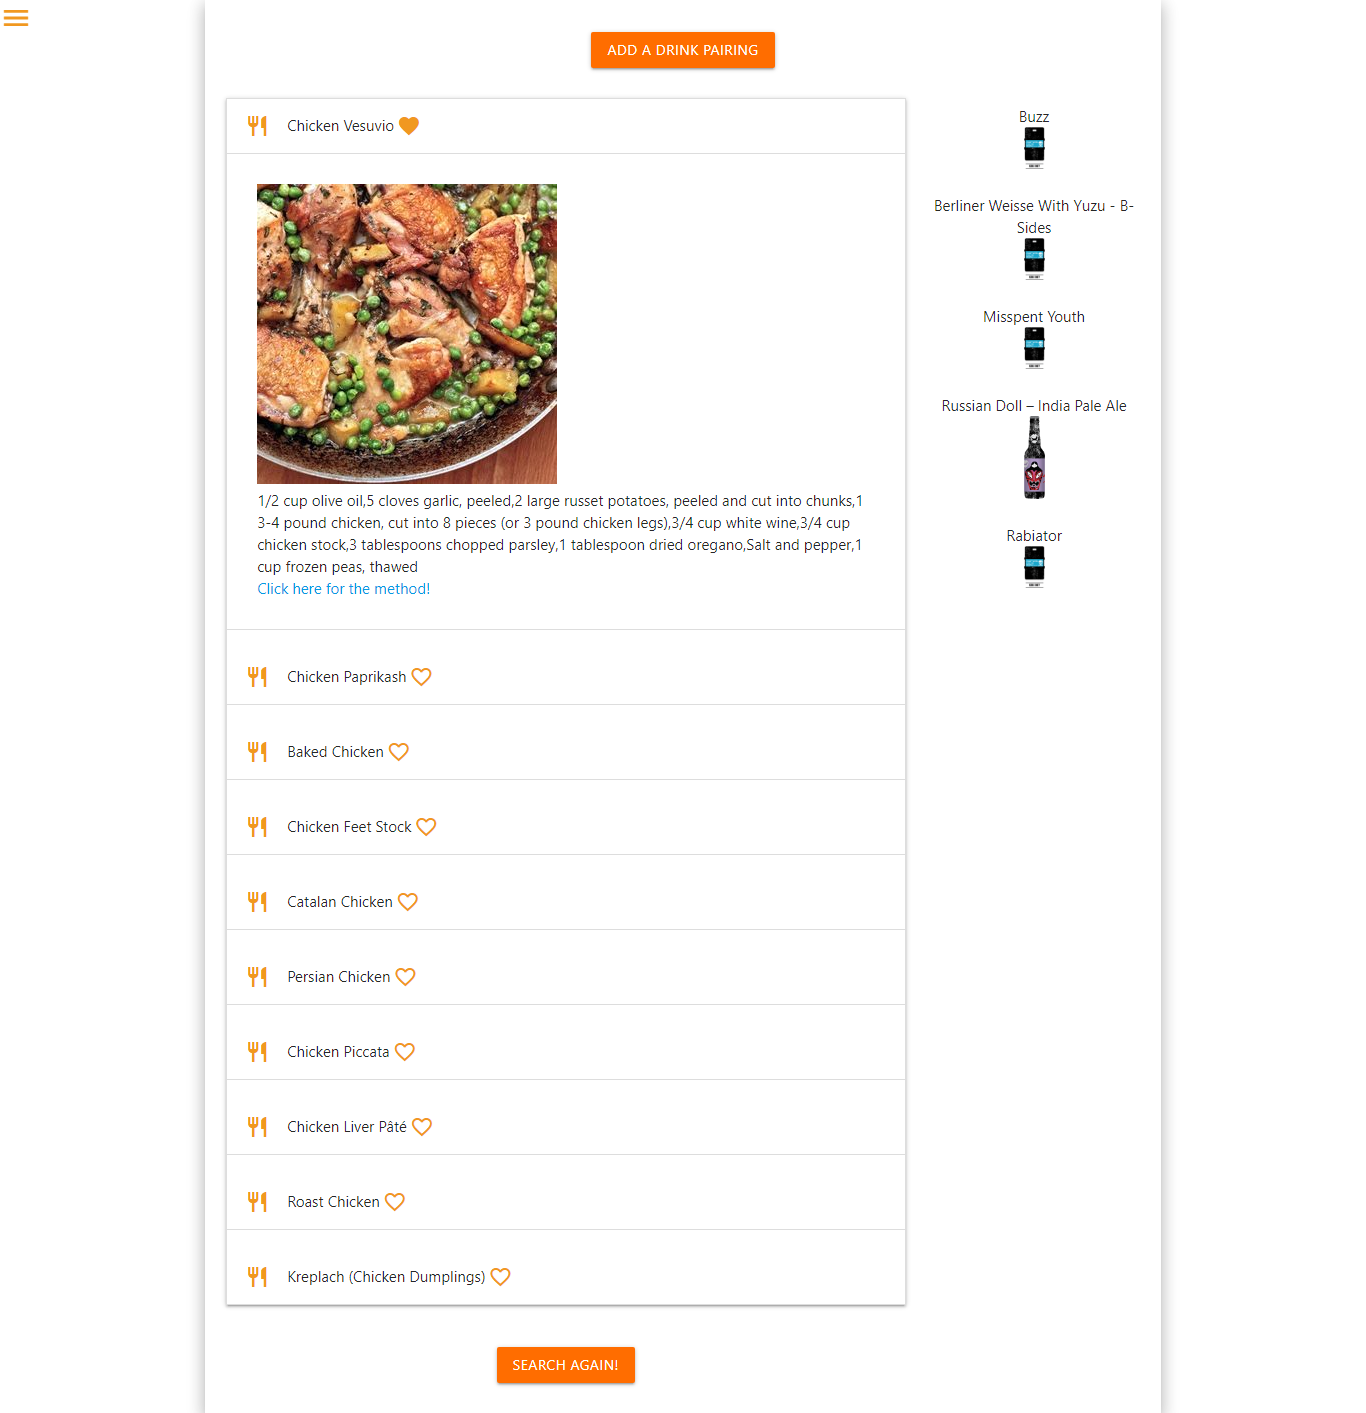 ADD A DRINK PAIRING
Chicken Vesuvio
1/2 cup olive oil,5 cloves garlic, peeled,2 large russet potatoes, peeled and cut into chunks,1
3-4 pound chicken, cut into 8 pieces (or 3 pound chicken legs),3/4 cup white wine,3/4 cup
chicken stock,3 tablespoons chopped parsley,1 tablespoon dried oregano,Salt and pepper,1
cup frozen peas, thawed
Click here for the method!
Chicken Paprikash
Baked Chicken
Chicken Feet Stock
Catalan Chicken
Persian Chicken
Chicken Piccata
Chicken Liver Pâté
Roast Chicken
Kreplach (Chicken Dumplings)
Buzz
Berliner Weisse With Yuzu - B-
Sides
Misspent Youth
Russian Doll – India Pale Ale
Rabiator
SEARCH AGAIN!